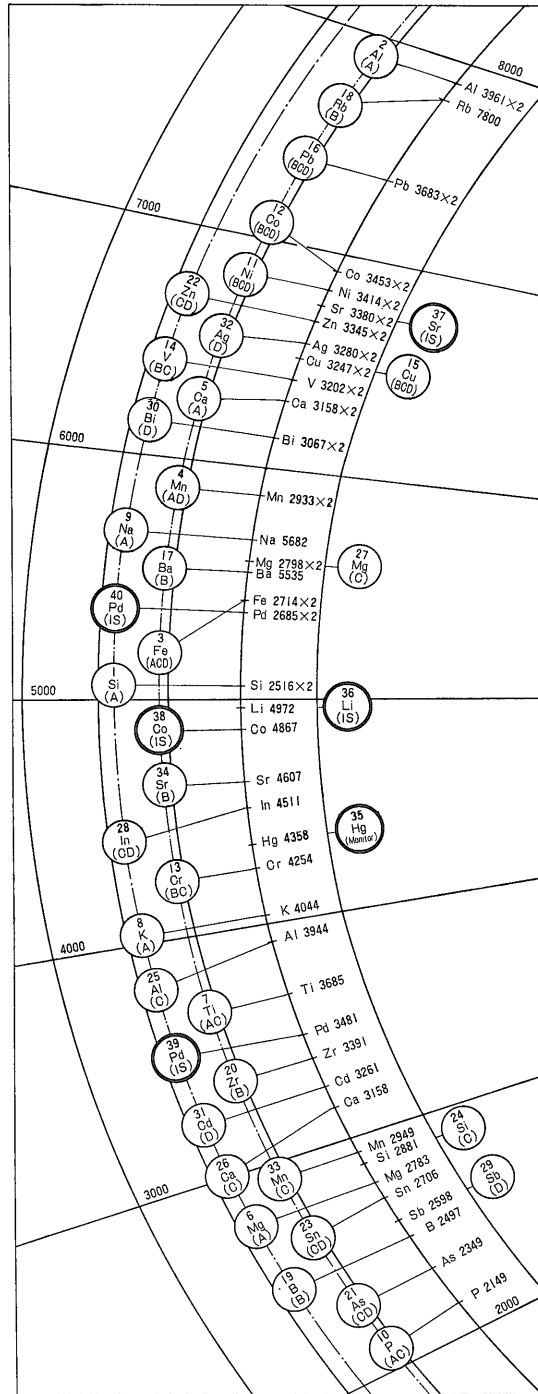 8000
2
Al
(A)
Al 3961×2
18
Rb
(B)
Rb 7800
16
Pb
(BCD)
Pb 3683×2
7000
12
Co
(BCD)
Co 3453×2
11
Ni
(BCD)
Ni 3414×2
Sr 3380×2
37
Sr
(IS)
22
Zn
(CD)
Zn 3345×2
32
Ag
(D)
Ag 3280×2
Cu 3247×2
15
Cu
(BCD)
14
V
(BC)
V 3202×2
5
Ca
(A)
Ca 3158×2
30
Bi
(D)
Bi 3067×2
6000
4
Mn
(AD)
Mn 2933×2
9
Na
(A)
Na 5682
17
Ba
(B)
Mg 2798×2
Ba 5535
27
Mg
(C)
40
Pd
(IS)
Fe 2714×2
Pd 2685×2
3
Fe
(ACD)
1
Si
(A)
Si 2516×2
5000
Li 4972
36
Li
(IS)
38
Co
(IS)
Co 4867
34
Sr
(B)
Sr 4607
28
In
(CD)
In 4511
Hg 4358
35
Hg
(Monitor)
13
Cr
(BC)
Cr 4254
8
K
(A)
K 4044
4000
25
Al
(C)
Al 3944
7
Ti
(AC)
Ti 3685
39
Pd
(IS)
Pd 3481
20
Zr
(B)
Zr 3391
31
Cd
(D)
Cd 3261
26
Ca
(C)
Ca 3158
33
Mn
(C)
Mn 2949
Si 2881
24
Si
(C)
3000
6
Mg
(A)
Mg 2783
23
Sn
(CD)
Sn 2706
29
Sb
(D)
Sb 2598
19
B
(B)
B 2497
21
As
(CD)
As 2349
10
P
(AC)
P 2149
2000